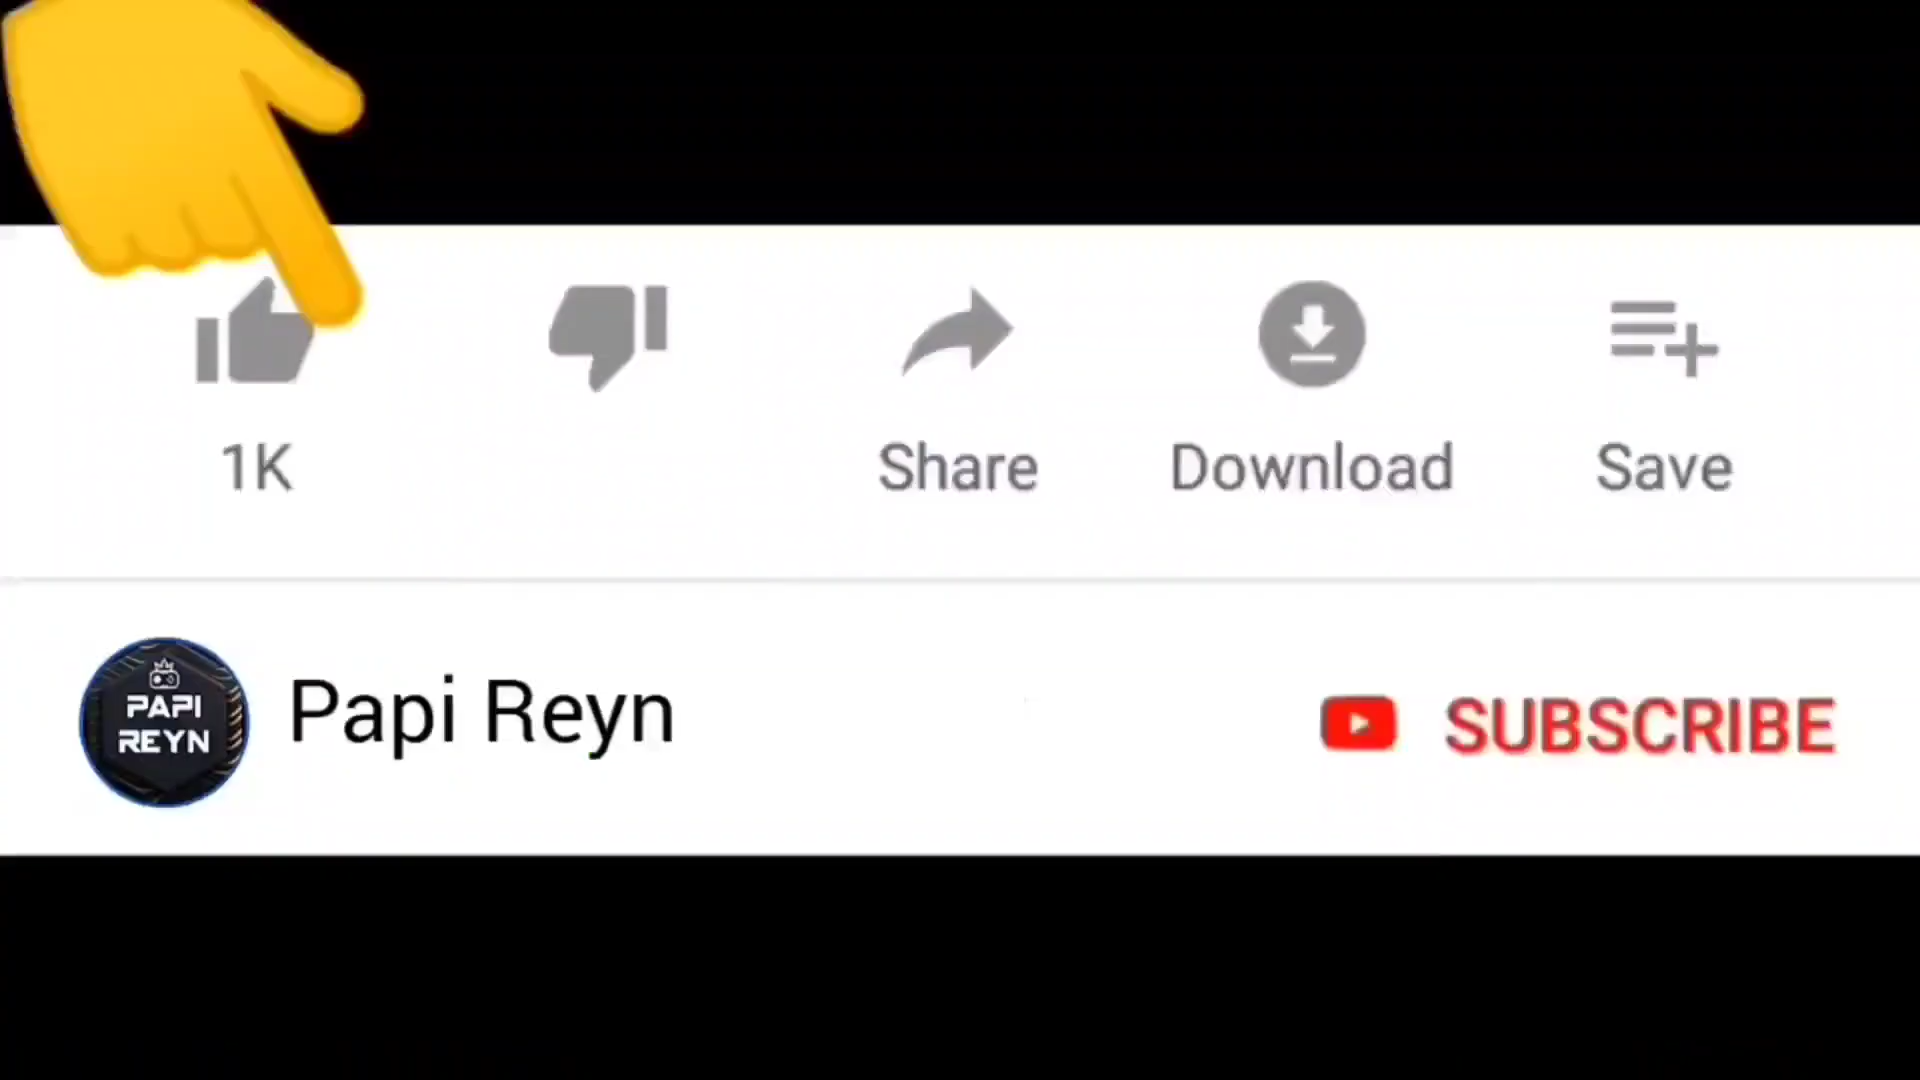 1K
Share
Download
Save
PAPI
REYN
Papi Reyn
SUBSCRIBE